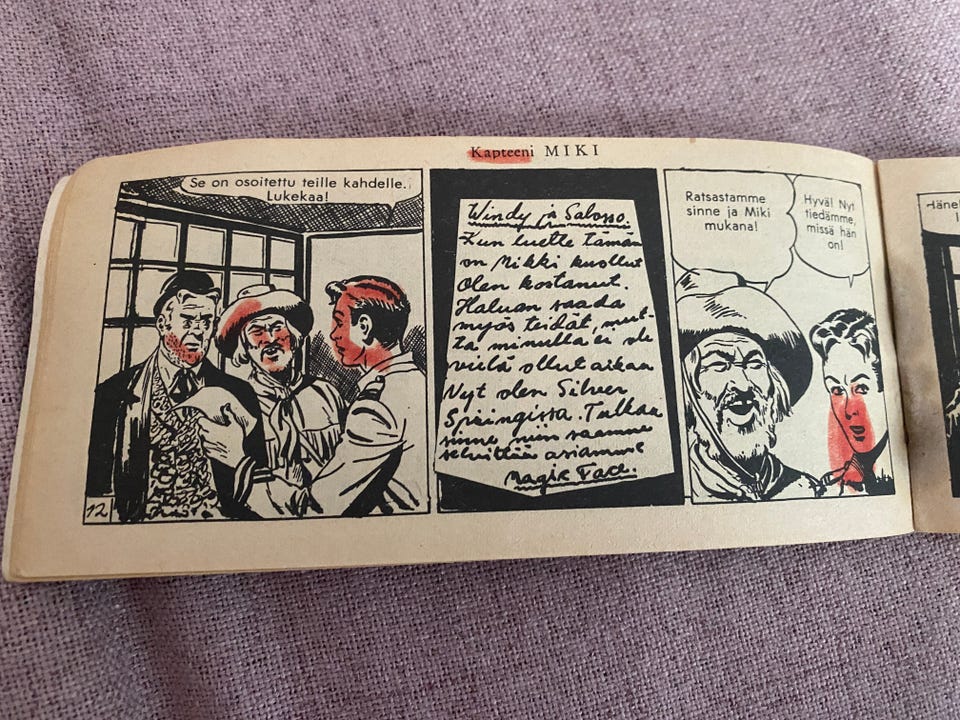 Kapteeni MIKI
Se on osoitettu teille kahdelle.
Lukekaa!
Windy ja Salasso.
Kun luette tämän
on Mikki kuollut
Olen kostanut.
Haluan saada
myös teidät, mut-
ta minulla ei ole
vielä ollut aikaa
Nyt olen Silver
Springissä. Tulkaa
sinne niin saamme
selvittää asiamme
Magic Face.
Ratsastamme
sinne ja Miki
mukana!
Hyvä! Nyt
tiedämme,
missä hän
on!
12